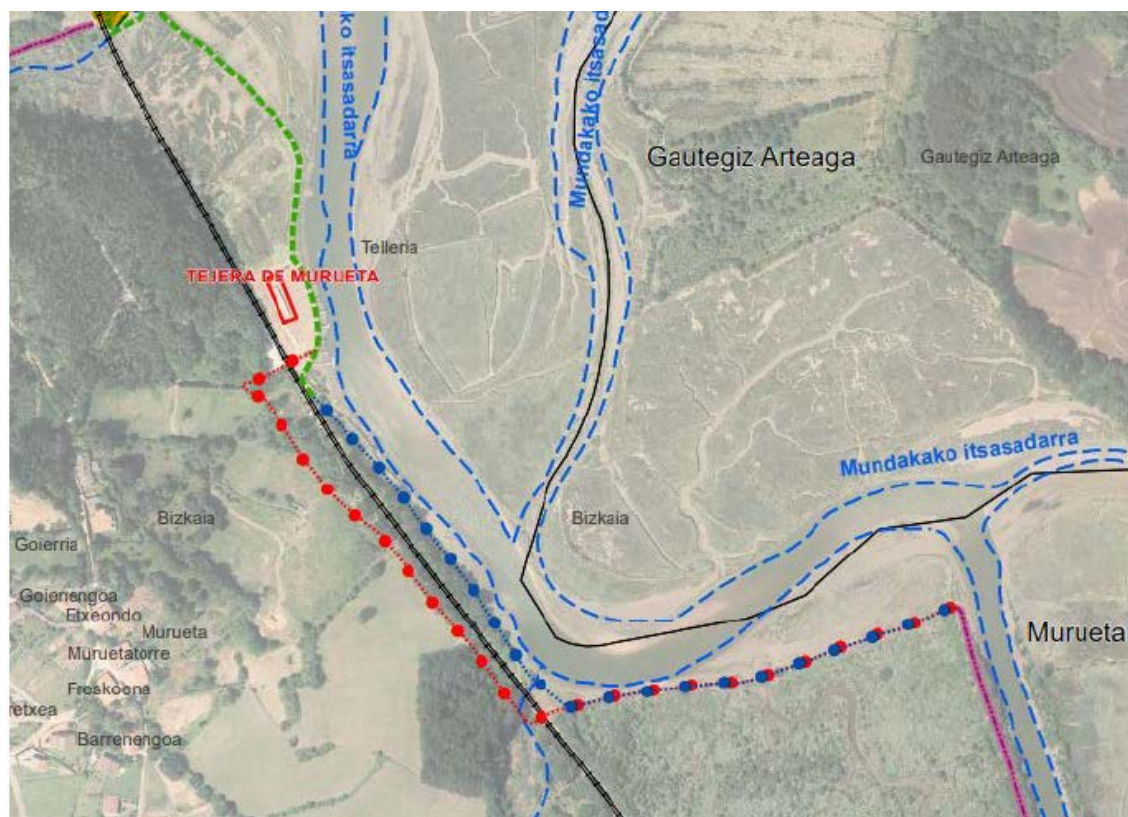 ko itsasadarra
Mundakako itsasadarra
Gautegiz Arteaga
Gautegiz Arteaga
Telleria
TEJERA DE MURUETA
Mundakako itsasadarra
Bizkaia
Bizkaia
Goierria
Goienengoa
Etxeondo
Murueta
Murueta
Muruetatorre
Freskoena
retxea
Barrenengoa